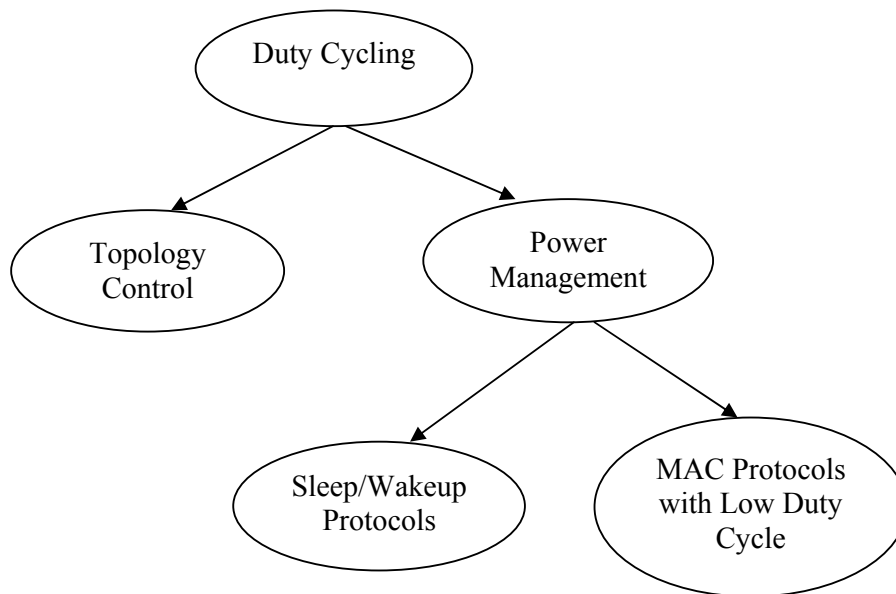 Duty Cycling
Topology
Control
Power
Management
Sleep/Wakeup
Protocols
MAC Protocols
with Low Duty
Cycle